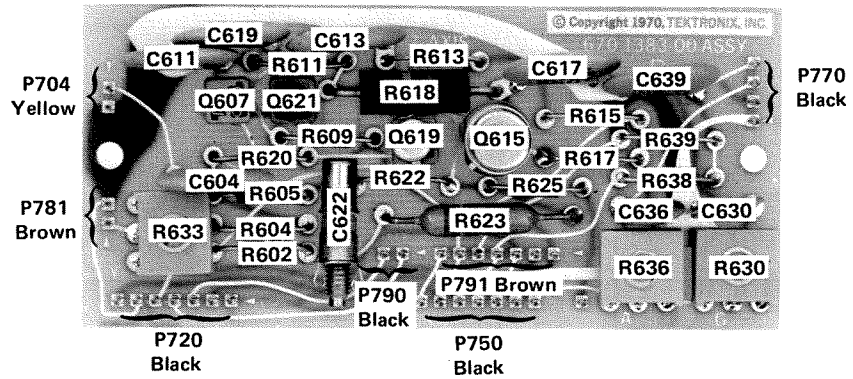 © Copyright 1970, TEKTRONIX, INC.
670-1383-00 ASSY
C619
C613
C611
R611
R613
C617
C639
P704
Yellow
P770
Black
Q607
Q621
R618
R615
R609
Q619
Q615
R639
R620
R617
C604
R622
R625
R638
R605
P781
Brown
C622
R623
C636
C630
R633
R604
R602
R636
R630
P790
Black
P791 Brown
P720
Black
P750
Black
A